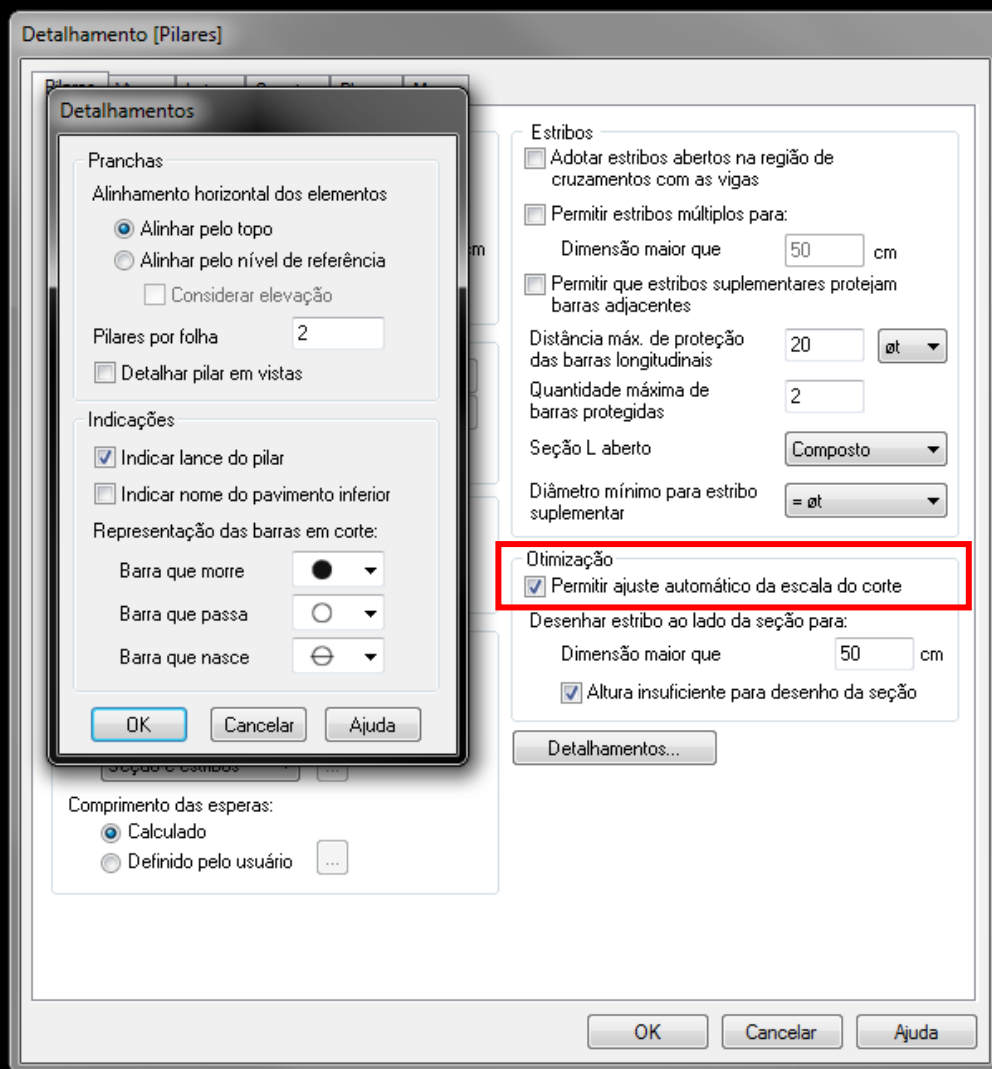 Detalhamento [Pilares]
Pilares
Detalhamentos
Pranchas
Alinhamento horizontal dos elementos
Alinhar pelo topo
Alinhar pelo nível de referência
Considerar elevação
Pilares por folha 2
Detalhar pilar em vistas
Indicações
Indicar lance do pilar
Indicar nome do pavimento inferior
Representação das barras em corte:
Barra que morre
Barra que passa
Barra que nasce
OK Cancelar Ajuda
cm
Seção e estribos ...
Comprimento das esperas:
Calculado
Definido pelo usuário ...
Estribos
Adotar estribos abertos na região de
cruzamentos com as vigas
Permitir estribos múltiplos para:
Dimensão maior que 50 cm
Permitir que estribos suplementares protejam
barras adjacentes
Distância máx. de proteção
das barras longitudinais 20 øt
Quantidade máxima de
barras protegidas 2
Seção L aberto Composto
Diâmetro mínimo para estribo
suplementar = øt
Otimização
Permitir ajuste automático da escala do corte
Desenhar estribo ao lado da seção para:
Dimensão maior que 50 cm
Altura insuficiente para desenho da seção
Detalhamentos...
OK Cancelar Ajuda